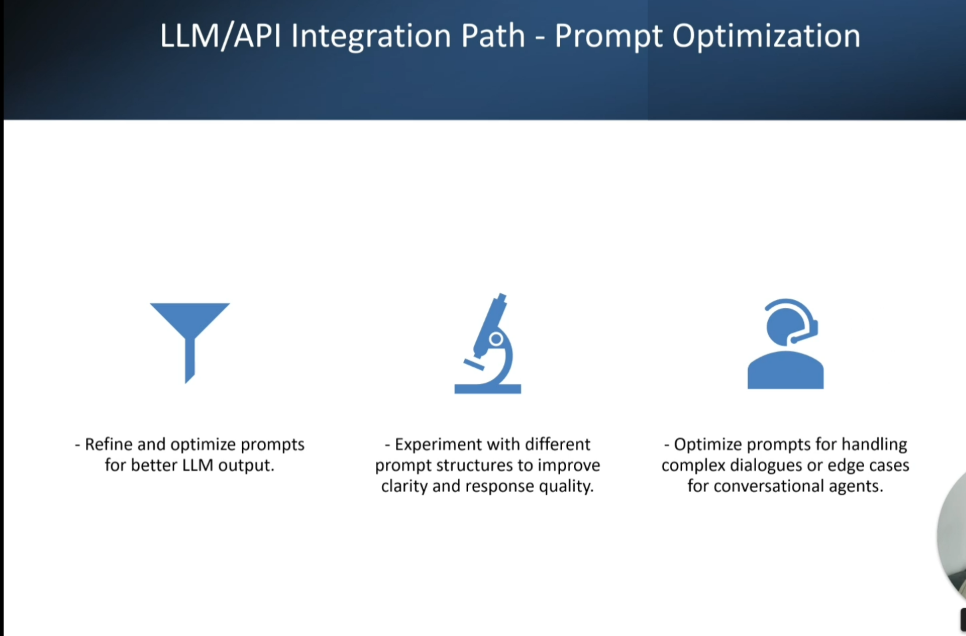 LLM/API Integration Path - Prompt Optimization
- Refine and optimize prompts
for better LLM output.
- Experiment with different
prompt structures to improve
clarity and response quality.
- Optimize prompts for handling
complex dialogues or edge cases
for conversational agents.